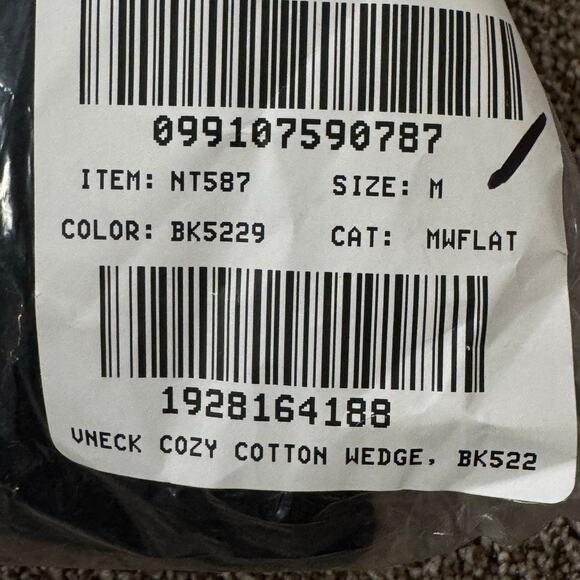 099107590787
ITEM: NT587 SIZE: M
COLOR: BK5229 CAT: MWFLAT
1928164188
VNECK COZY COTTON WEDGE, BK522